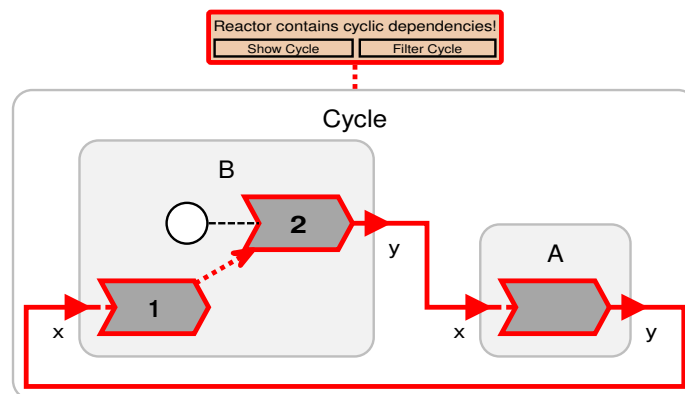 Reactor contains cyclic dependencies!
Show Cycle Filter Cycle
Cycle
B
2
y
A
1
x
x
y